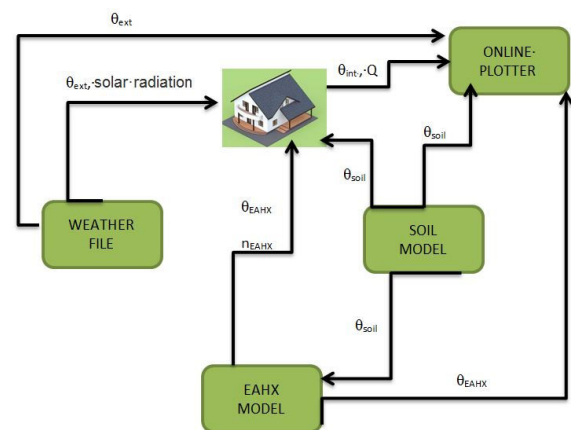 θext
θext,·solar·radiation
θint,·Q
ONLINE-
PLOTTER
θsoil
θsoil
θEAHX
nEAHX
WEATHER
FILE
SOIL
MODEL
θsoil
θEAHX
EAHX
MODEL